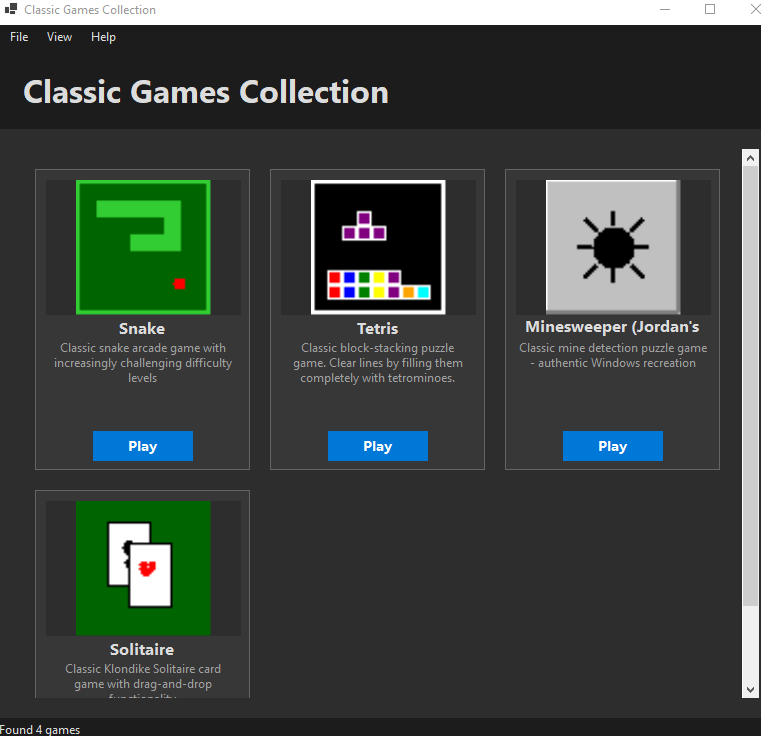 Classic Games Collection
File View Help
Classic Games Collection
Snake
Classic snake arcade game with
increasingly challenging difficulty
levels
Play
Tetris
Classic block-stacking puzzle
game. Clear lines by filling them
completely with tetrominoes.
Play
Minesweeper (Jordan's
Classic mine detection puzzle game
- authentic Windows recreation
Play
Solitaire
Classic Klondike Solitaire card
game with drag-and-drop
functionality.
Found 4 games